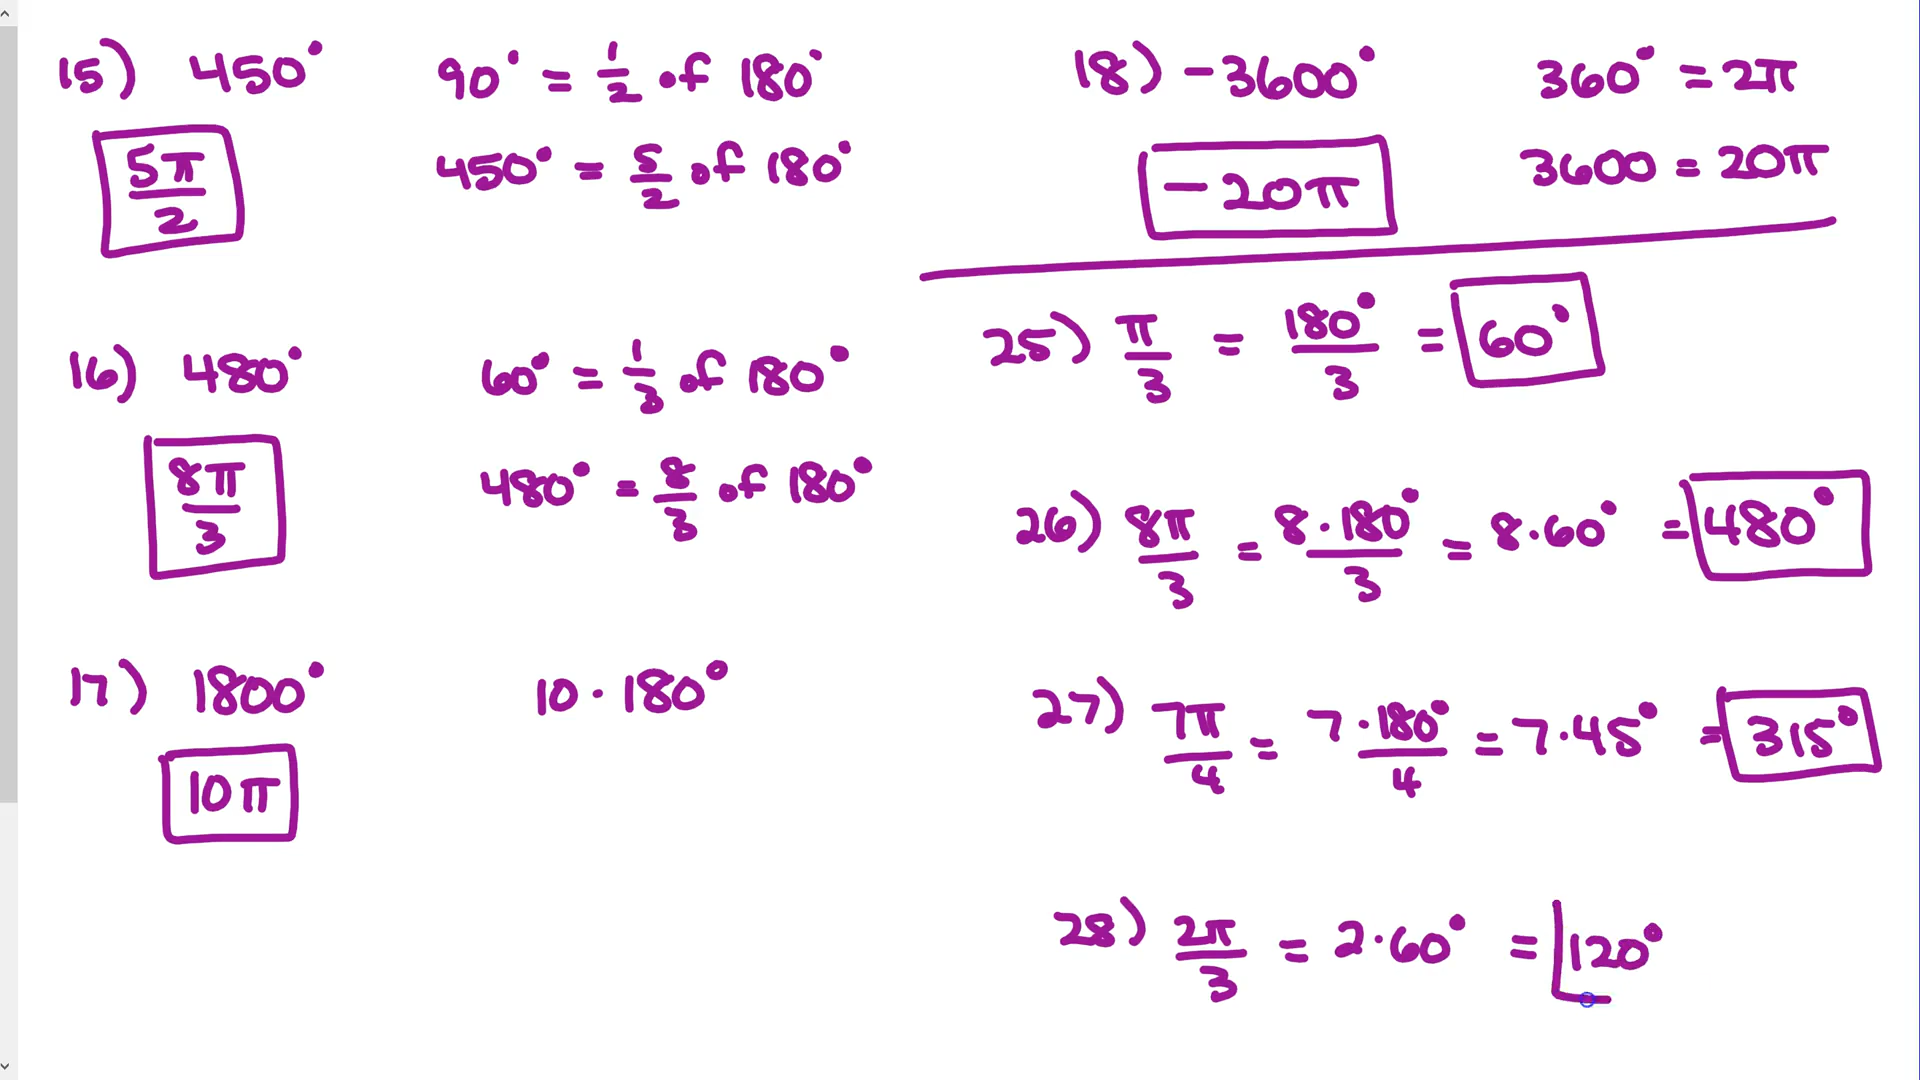 15) 450° 90° = 1/2 of 180°
5π/2 450° = 5/2 of 180°
16) 480° 60° = 1/3 of 180°
8π/3 480° = 8/3 of 180°
17) 1800° 10 · 180°
10π
18) -3600° 360° = 2π
-20π 3600 = 20π
25) π/3 = 180°/3 = 60°
26) 8π/3 = 8·180°/3 = 8·60° = 480°
27) 7π/4 = 7·180°/4 = 7·45° = 315°
28) 2π/3 = 2·60° = 120°